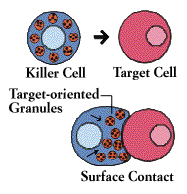 Killer Cell
Target Cell
Target-oriented
Granules
Surface Contact